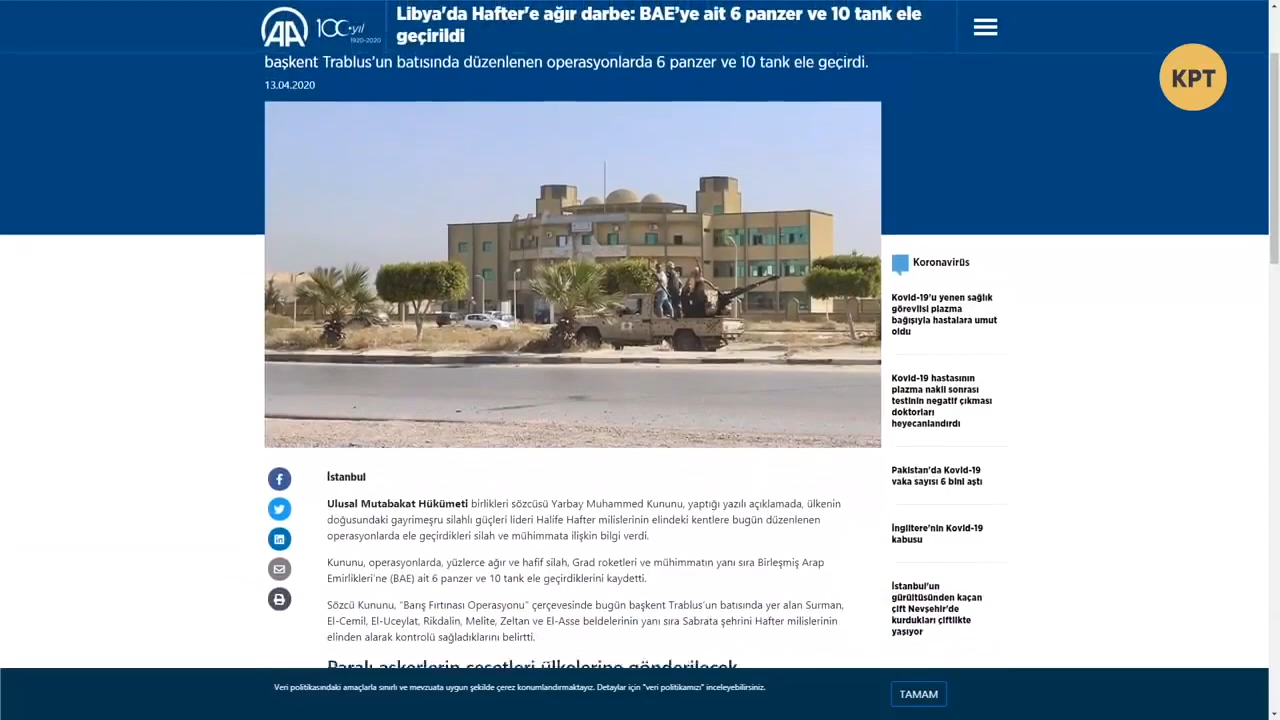 AA
100.yıl
1920-2020
Libya'da Hafter'e ağır darbe: BAE’ye ait 6 panzer ve 10 tank ele
geçirildi
başkent Trablus’un batısında düzenlenen operasyonlarda 6 panzer ve 10 tank ele geçirdi.
13.04.2020
KPT
Koronavirüs
Kovid-19'u yenen sağlık
görevlisi plazma
bağışıyla hastalara umut
oldu
Kovid-19 hastasının
plazma nakli sonrası
testinin negatif çıkması
doktorları
heyecanlandırdı
Pakistan'da Kovid-19
vaka sayısı 6 bini aştı
İngiltere'nin Kovid-19
kabusu
İstanbul'un
gürültüsünden kaçan
çift Nevşehir'de
kurdukları çiftlikte
yaşıyor
İstanbul
Ulusal Mutabakat Hükümeti birlikleri sözcüsü Yarbay Muhammed Kununu, yaptığı yazılı açıklamada, ülkenin
doğusundaki gayrimeşru silahlı güçleri lideri Halife Hafter milislerinin elindeki kentlere bugün düzenlenen
operasyonlarda ele geçirdikleri silah ve mühimmata ilişkin bilgi verdi.
Kununu, operasyonlarda, yüzlerce ağır ve hafif silah, Grad roketleri ve mühimmatın yanı sıra Birleşmiş Arap
Emirlikleri’ne (BAE) ait 6 panzer ve 10 tank ele geçirdiklerini kaydetti.
Sözcü Kununu, “Barış Fırtınası Operasyonu” çerçevesinde bugün başkent Trablus’un batısında yer alan Surman,
El-Cemil, El-Uceylat, Rikdalin, Melite, Zeltan ve El-Asse beldelerinin yanı sıra Sabrata şehrini Hafter milislerinin
elinden alarak kontrolü sağladıklarını belirtti.
Paralı askerlerin cesetleri ülkelerine gönderilecek
Veri politikasındaki amaçlarla sınırlı ve mevzuata uygun şekilde çerez konumlandırmaktayız. Detaylar için "veri politikamızı" inceleyebilirsiniz.
TAMAM